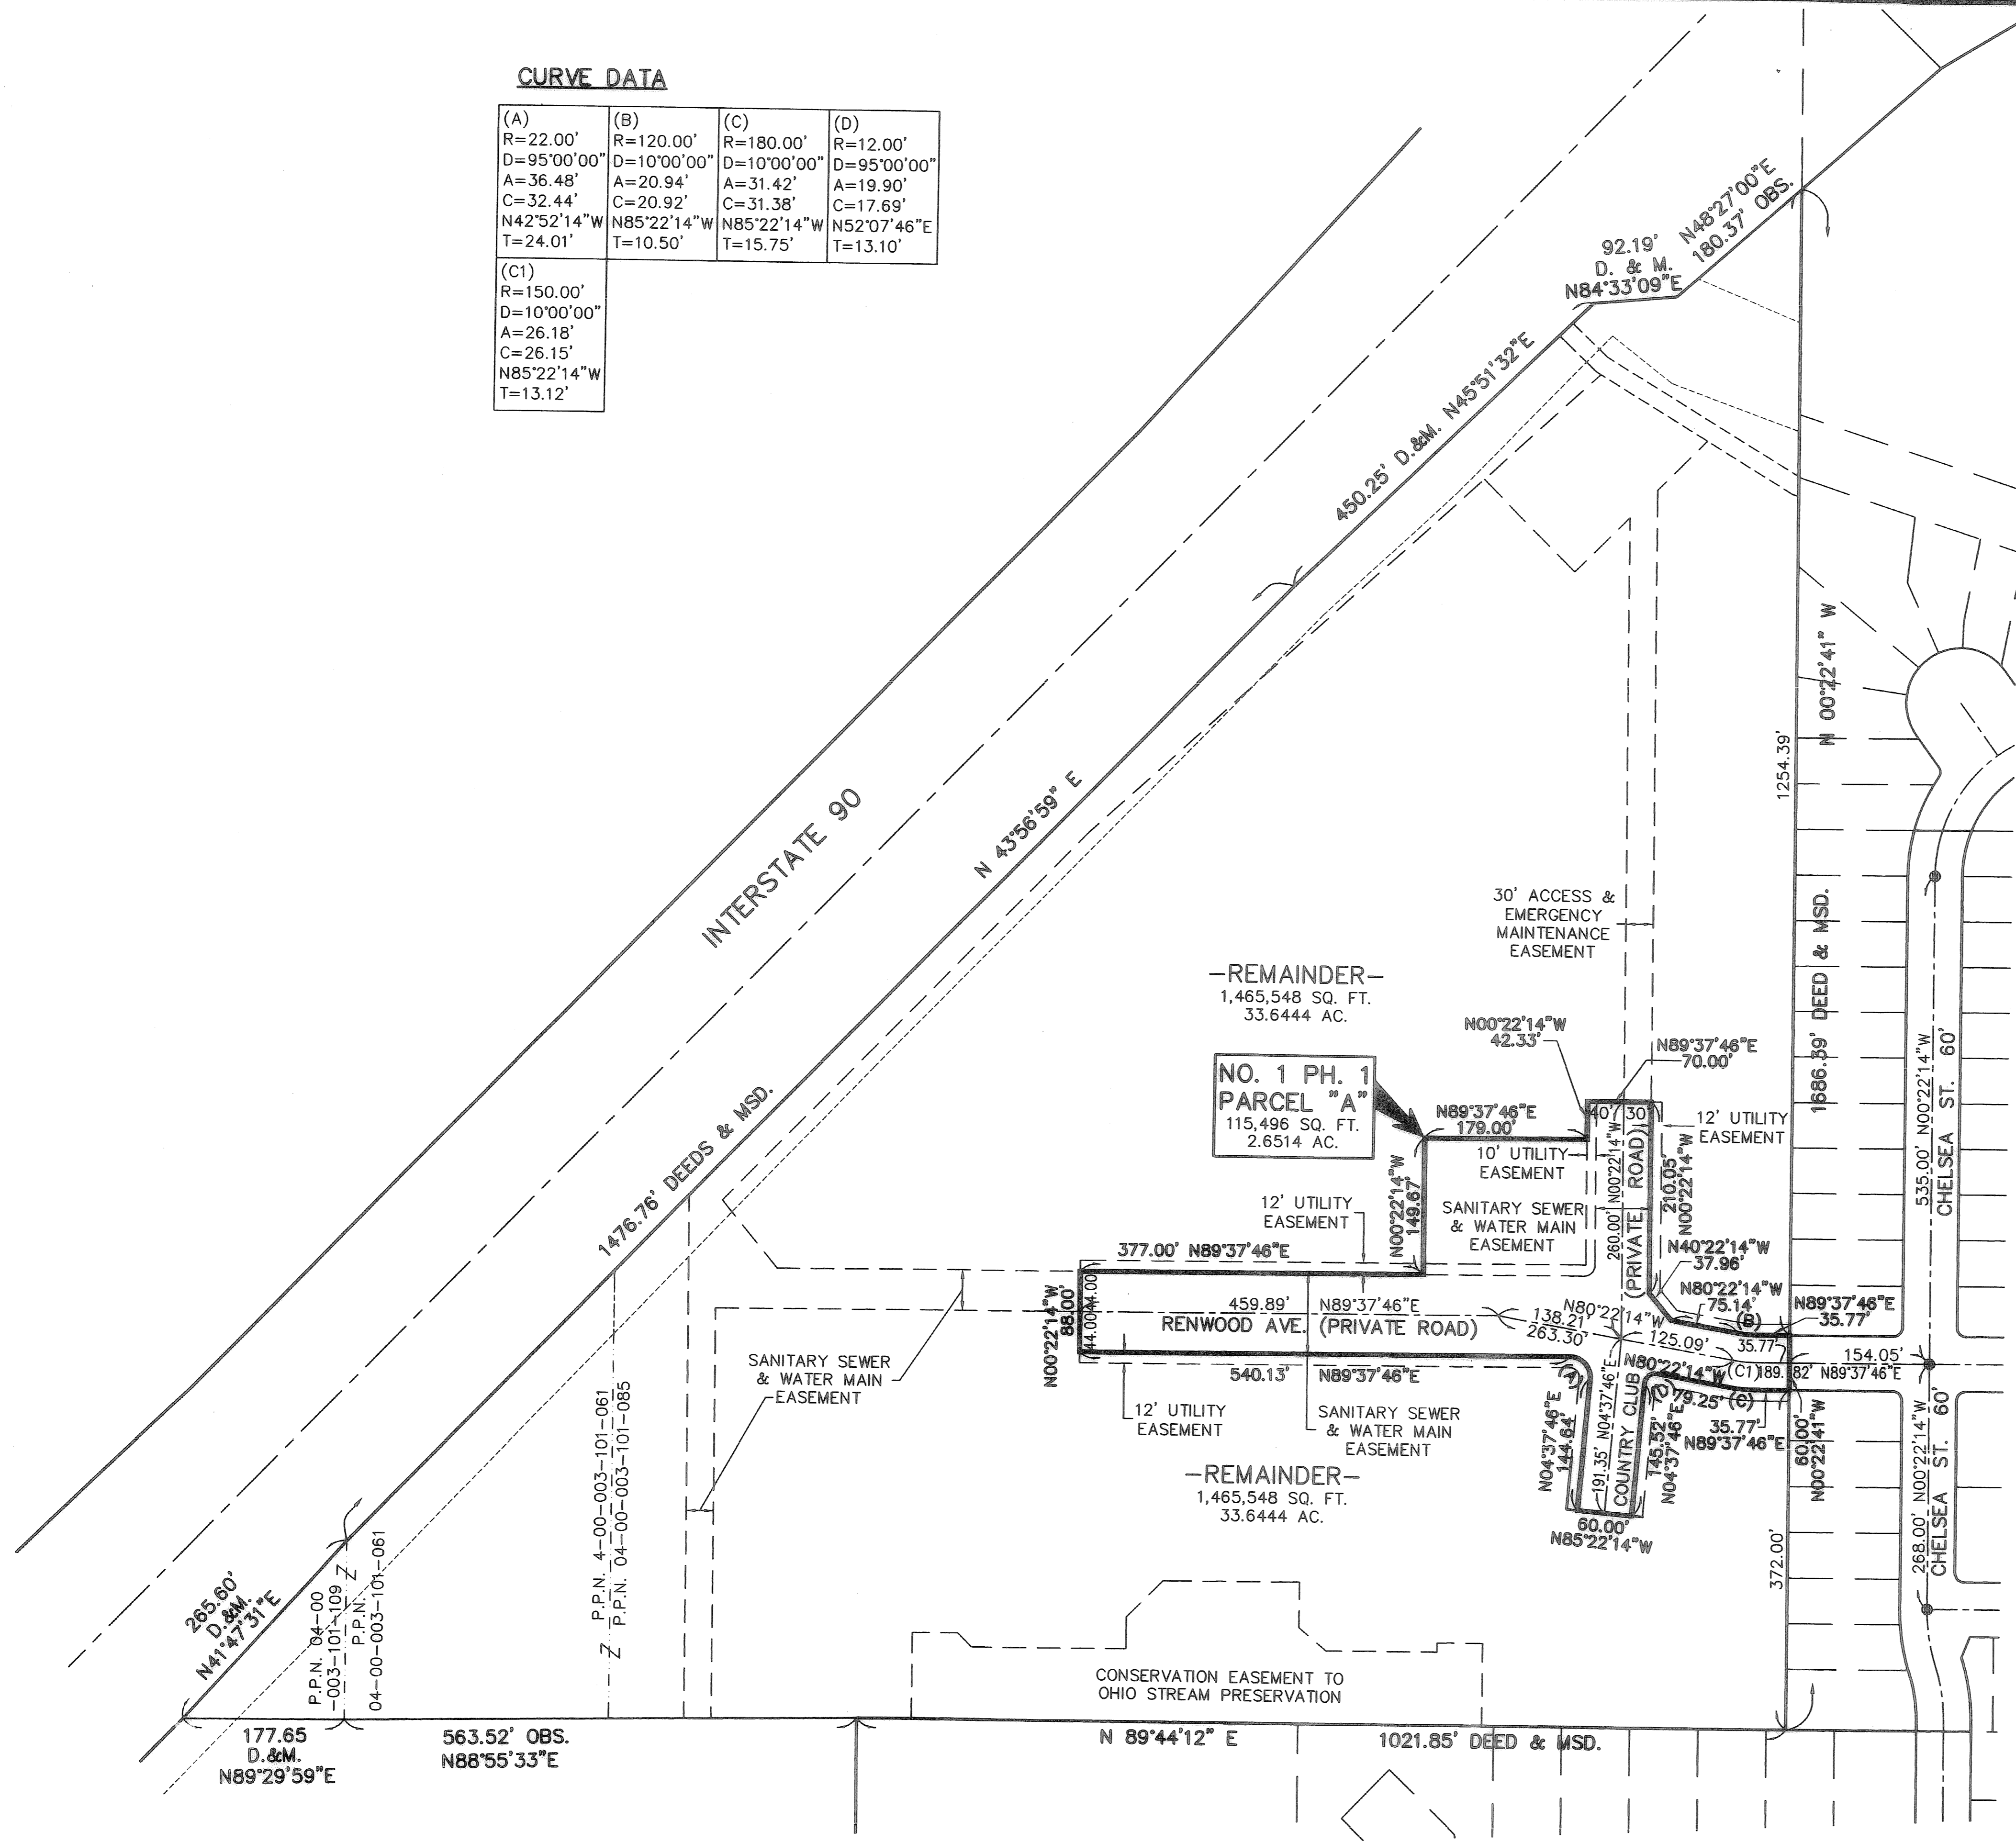 CURVE DATA
(A)
R=22.00'
D=95°00'00"
A=36.48'
C=32.44'
N42°52'14"W
T=24.01'
(B)
R=120.00'
D=10°00'00"
A=20.94'
C=20.92'
N85°22'14"W
T=10.50'
(C)
R=180.00'
D=10°00'00"
A=31.42'
C=31.38'
N85°22'14"W
T=15.75'
(D)
R=12.00'
D=95°00'00"
A=19.90'
C=17.69'
N52°07'46"E
T=13.10'
(C1)
R=150.00'
D=10°00'00"
A=26.18'
C=26.15'
N85°22'14"W
T=13.12'
N48°27'00"E
180.37' OBS.
92.19'
D. & M.
N84°33'09"E
450.25' D.&M. N45°51'32"E
INTERSTATE 90
N 43°56'59" E
1476.76' DEEDS & MSD.
N 00°22'41" W
1254.39'
1686.39' DEED & MSD.
30' ACCESS &
EMERGENCY
MAINTENANCE
EASEMENT
-REMAINDER-
1,465,548 SQ. FT.
33.6444 AC.
N00°22'14"W
42.33'
N89°37'46"E
70.00'
NO. 1 PH. 1
PARCEL "A"
115,496 SQ. FT.
2.6514 AC.
N89°37'46"E
179.00'
40'
30'
12' UTILITY
EASEMENT
10' UTILITY
EASEMENT
N00°22'14"W
149.67'
SANITARY SEWER
& WATER MAIN
EASEMENT
260.00' N00°22'14"W
(PRIVATE ROAD)
210.05'
N00°22'14"W
12' UTILITY
EASEMENT
377.00' N89°37'46"E
N40°22'14"W
37.96'
N80°22'14"W
75.14'
(B)
N89°37'46"E
35.77'
N00°22'14"W
88.00'
44.00
44.00
459.89' N89°37'46"E
RENWOOD AVE. (PRIVATE ROAD)
N80°22'14"W
138.21'
263.30'
125.09'
35.77'
N80°22'14"W
(C1)
189.82'
154.05'
N89°37'46"E
540.13' N89°37'46"E
(A)
(D)
79.25'
(C)
35.77'
N89°37'46"E
60.00'
N00°22'41"W
SANITARY SEWER
& WATER MAIN
EASEMENT
12' UTILITY
EASEMENT
SANITARY SEWER
& WATER MAIN
EASEMENT
N04°37'46"E
144.64'
191.35' N04°37'46"E
COUNTRY CLUB
145.52'
N04°37'46"E
60.00'
N85°22'14"W
-REMAINDER-
1,465,548 SQ. FT.
33.6444 AC.
535.00' N00°22'14"W
CHELSEA ST. 60'
268.00' N00°22'14"W
CHELSEA ST. 60'
372.00'
265.60'
D.&M.
N41°47'31"E
P.P.N. 04-00
-003-101-109
Z
P.P.N.
04-00-003-101-061
P.P.N. 4-00-003-101-061
Z
P.P.N. 04-00-003-101-085
CONSERVATION EASEMENT TO
OHIO STREAM PRESERVATION
177.65
D.&M.
N89°29'59"E
563.52' OBS.
N88°55'33"E
N 89°44'12" E
1021.85' DEED & MSD.